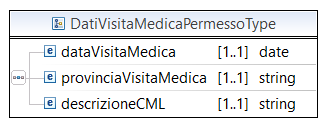 DatiVisitaMedicaPermessoType
e dataVisitaMedica [1..1] date
e provinciaVisitaMedica [1..1] string
e descrizioneCML [1..1] string